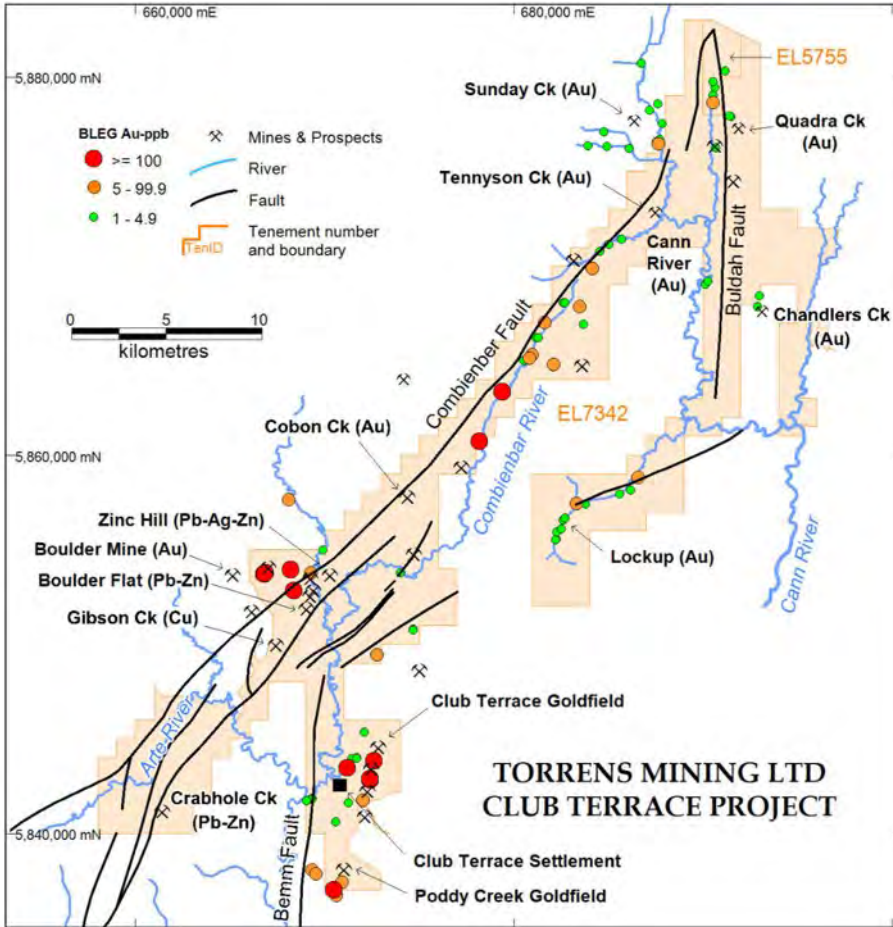 660,000 mE
680,000 mE
5,880,000 mN
EL5755
Sunday Ck (Au)
BLEG Au-ppb
Mines & Prospects
Quadra Ck
(Au)
>= 100
River
5 - 99.9
Fault
Tennyson Ck (Au)
1 - 4.9
Tenement number
and boundary
TenID
Cann
River
(Au)
Buldah Fault
0 5 10
kilometres
Combienber Fault
Chandlers Ck
(Au)
EL7342
Combienbar River
Cobon Ck (Au)
5,860,000 mN
Zinc Hill (Pb-Ag-Zn)
Boulder Mine (Au)
Lockup (Au)
Cann River
Boulder Flat (Pb-Zn)
Gibson Ck (Cu)
Arte-River
Club Terrace Goldfield
TORRENS MINING LTD
CLUB TERRACE PROJECT
Crabhole Ck
(Pb-Zn)
5,840,000 mN
Bemm Fault
Club Terrace Settlement
Poddy Creek Goldfield